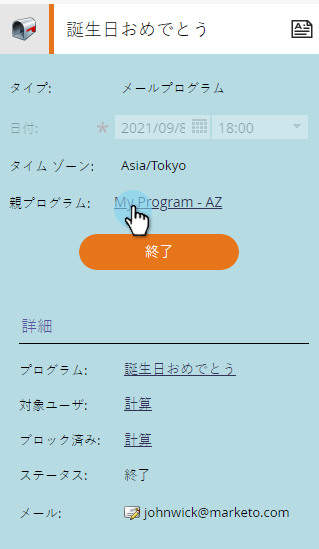 誕生日おめでとう
タイプ: メールプログラム
日付: * 2021/09/8 18:00
タイム ゾーン: Asia/Tokyo
親プログラム: My Program - AZ
終了
詳細
プログラム: 誕生日おめでとう
対象ユーザ: 計算
ブロック済み: 計算
ステータス: 終了
メール: johnwick@marketo.com